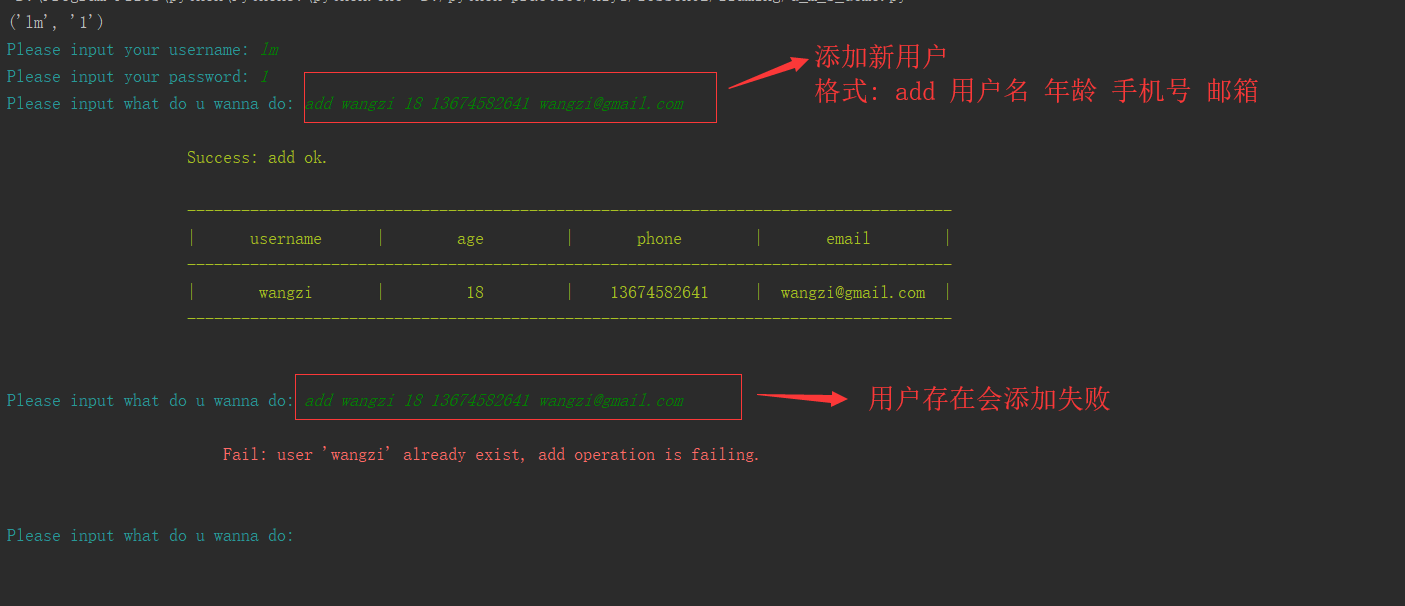 ('lm', '1')
Please input your username: lm
Please input your password: 1
Please input what do u wanna do: add wangzi 18 13674582641 wangzi@gmail.com
添加新用户
格式: add 用户名 年龄 手机号 邮箱
Success: add ok.
-------------------------------------------------------------------------------------
| username | age | phone | email |
-------------------------------------------------------------------------------------
| wangzi | 18 | 13674582641 | wangzi@gmail.com |
-------------------------------------------------------------------------------------
Please input what do u wanna do: add wangzi 18 13674582641 wangzi@gmail.com
用户存在会添加失败
Fail: user 'wangzi' already exist, add operation is failing.
Please input what do u wanna do: